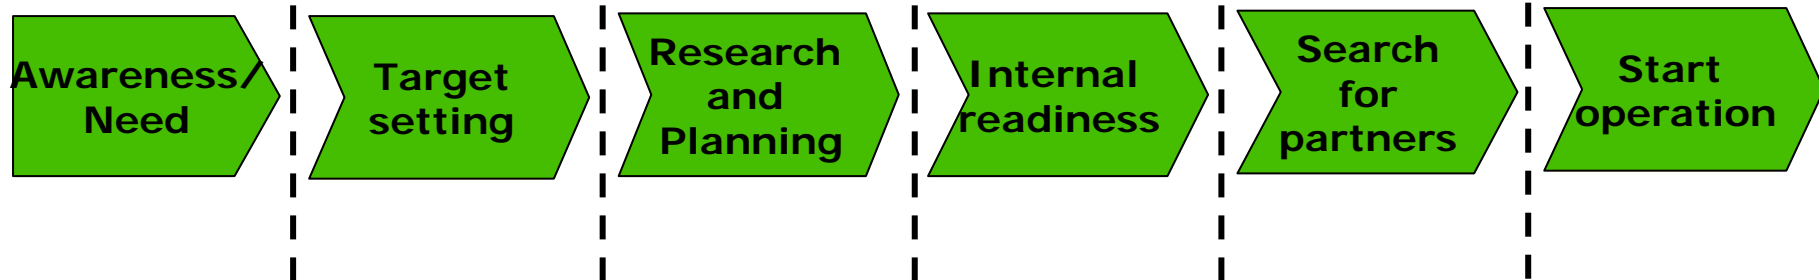 Awareness/
Need
Target
setting
Research
and
Planning
Internal
readiness
Search
for
partners
Start
operation